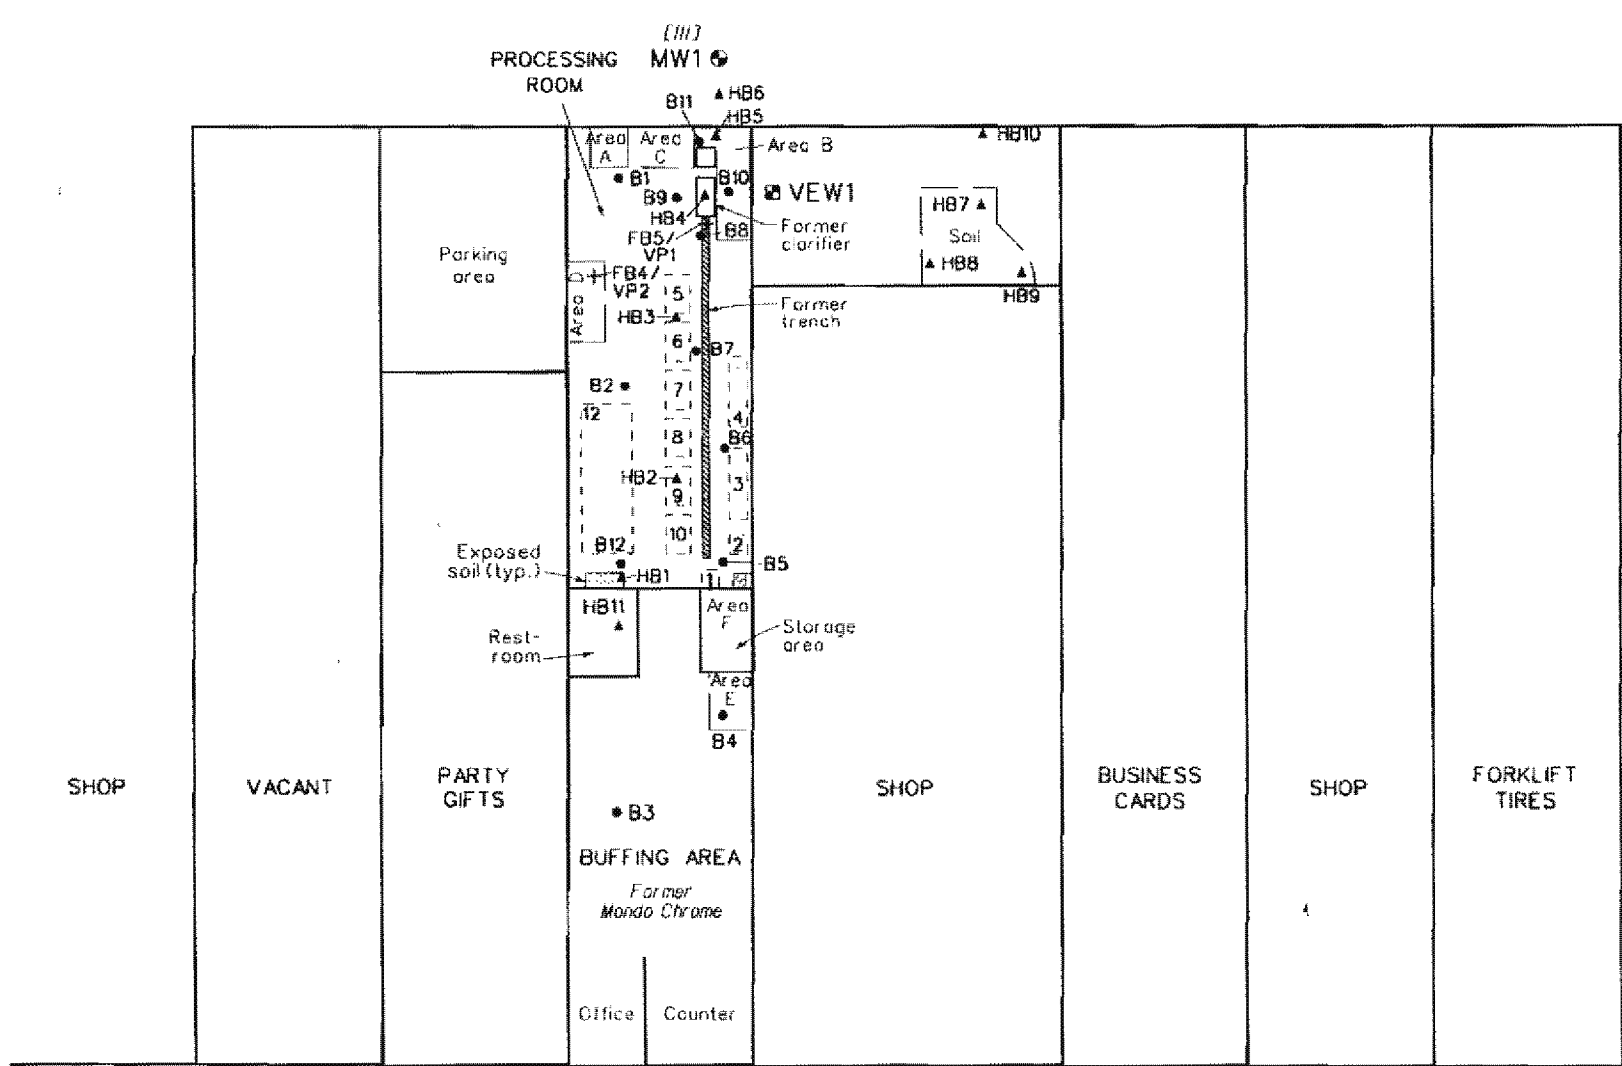 [III]
MW1
PROCESSING
ROOM
HB6
B11
HB5
HB10
Area
A
Area
C
Area B
B1
B9
B10
VEW1
HB4
HB7
Former
clarifier
FB5/
VP1
B8
Soil
HB8
HB9
Parking
area
Area D
FB4/
VP2
5
Former
trench
HB3
6
B7
B2
7
12
4
8
B6
HB2
9
3
10
2
B12
B5
Exposed
soil (typ.)
HB1
1
HB11
Area
F
Storage
area
Rest-
room
Area
E
B4
SHOP
VACANT
PARTY
GIFTS
SHOP
BUSINESS
CARDS
SHOP
FORKLIFT
TIRES
B3
BUFFING AREA
Former
Mondo Chrome
Office
Counter